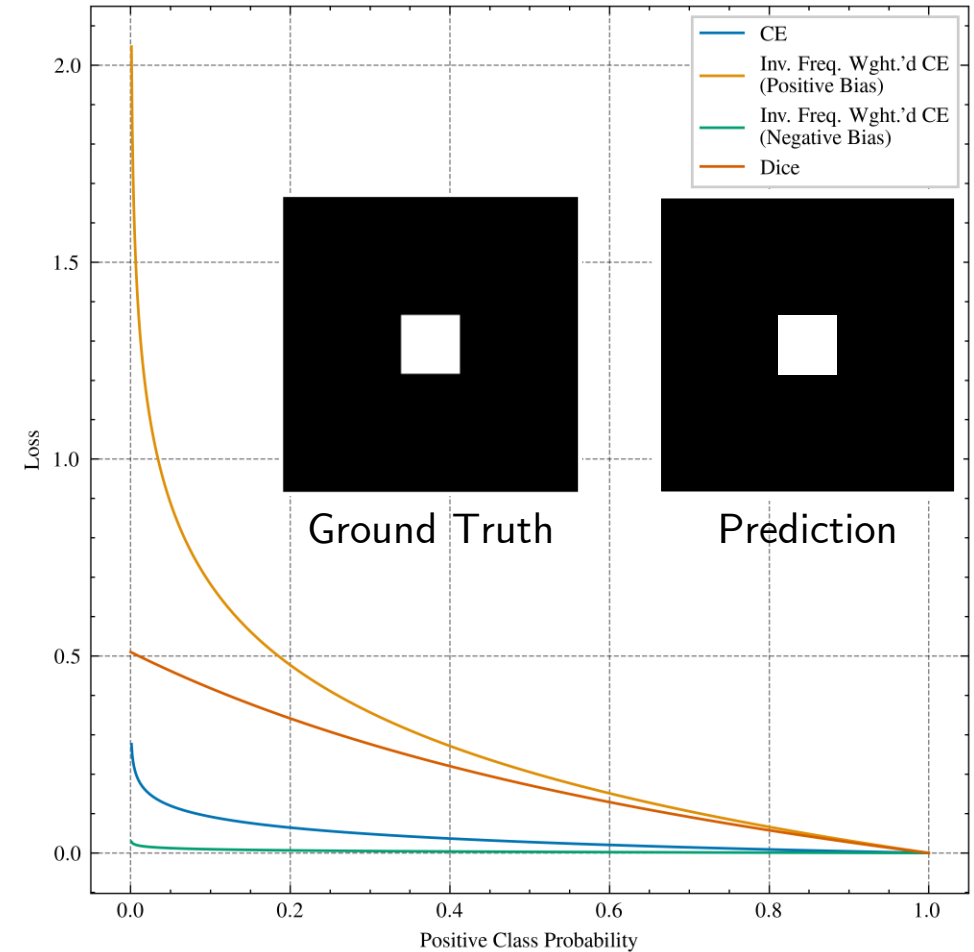 CE
Inv. Freq. Wght.'d CE
(Positive Bias)
Inv. Freq. Wght.'d CE
(Negative Bias)
Dice
2.0
1.5
1.0
0.5
0.0
Loss
Ground Truth
Prediction
0.0 0.2 0.4 0.6 0.8 1.0
Positive Class Probability